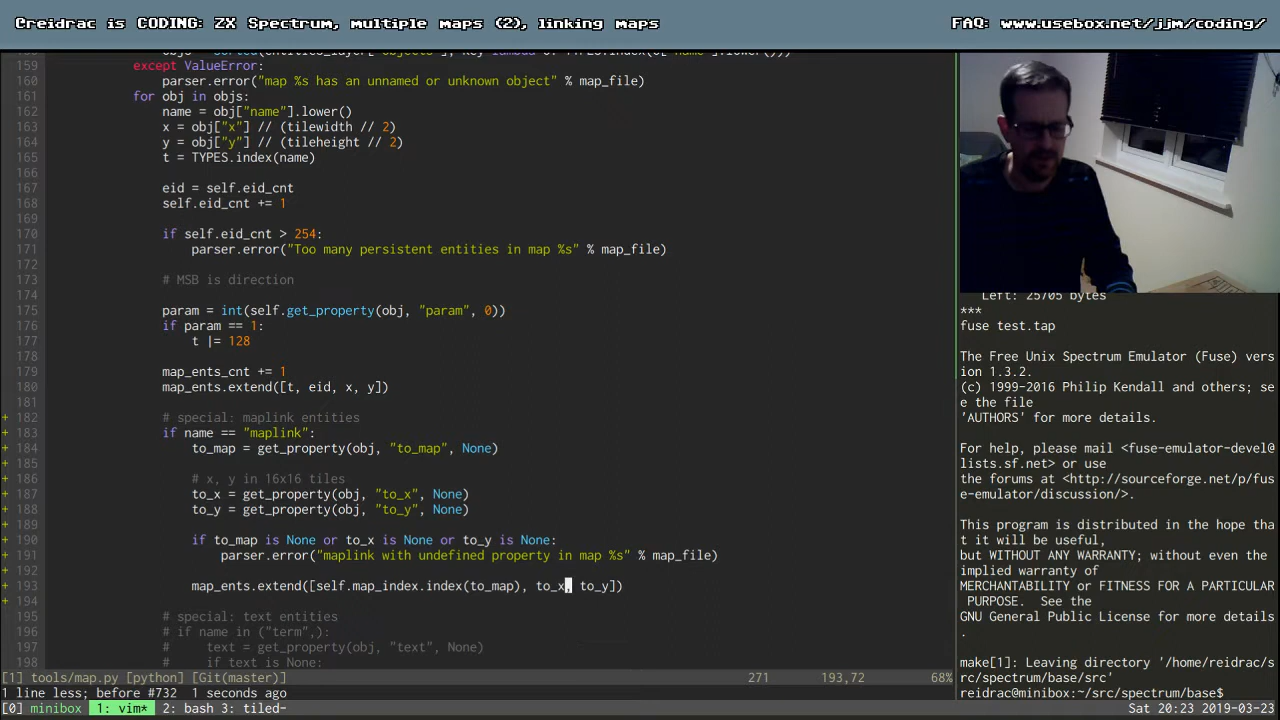 Creidrac is CODING: ZX Spectrum, multiple maps (2), linking maps
FAQ: www.usebox.net/jjm/coding/
159 except ValueError:
160 parser.error("map %s has an unnamed or unknown object" % map_file)
161 for obj in objs:
162 name = obj["name"].lower()
163 x = obj["x"] // (tilewidth // 2)
164 y = obj["y"] // (tileheight // 2)
165 t = TYPES.index(name)
166
167 eid = self.eid_cnt
168 self.eid_cnt += 1
169
170 if self.eid_cnt > 254:
171 parser.error("Too many persistent entities in map %s" % map_file)
172
173 # MSB is direction
174
175 param = int(self.get_property(obj, "param", 0))
176 if param == 1:
177 t |= 128
178
179 map_ents_cnt += 1
180 map_ents.extend([t, eid, x, y])
181
+ 182 # special: maplink entities
+ 183 if name == "maplink":
+ 184 to_map = get_property(obj, "to_map", None)
+ 185
+ 186 # x, y in 16x16 tiles
+ 187 to_x = get_property(obj, "to_x", None)
+ 188 to_y = get_property(obj, "to_y", None)
+ 189
+ 190 if to_map is None or to_x is None or to_y is None:
+ 191 parser.error("maplink with undefined property in map %s" % map_file)
+ 192
+ 193 map_ents.extend([self.map_index.index(to_map), to_x, to_y])
+ 194
195 # special: text entities
196 # if name in ("term",):
197 # text = get_property(obj, "text", None)
198 # if text is None:
[1] tools/map.py [python] [Git(master)] 271 193,72 68%
1 line less; before #732 1 seconds ago
Left: 25705 bytes
***
fuse test.tap
The Free Unix Spectrum Emulator (Fuse) vers
ion 1.3.2.
(c) 1999-2016 Philip Kendall and others; se
e the file
'AUTHORS' for more details.
For help, please mail <fuse-emulator-devel@
lists.sf.net> or use
the forums at <http://sourceforge.net/p/fus
e-emulator/discussion/>.
This program is distributed in the hope tha
t it will be useful,
but WITHOUT ANY WARRANTY; without even the
implied warranty of
MERCHANTABILITY or FITNESS FOR A PARTICULAR
PURPOSE. See the
GNU General Public License for more details
.
make[1]: Leaving directory '/home/reidrac/s
rc/spectrum/base/src'
reidrac@minibox:~/src/spectrum/base$
[0] minibox 1: vim* 2: bash 3: tiled- Sat 20:23 2019-03-23